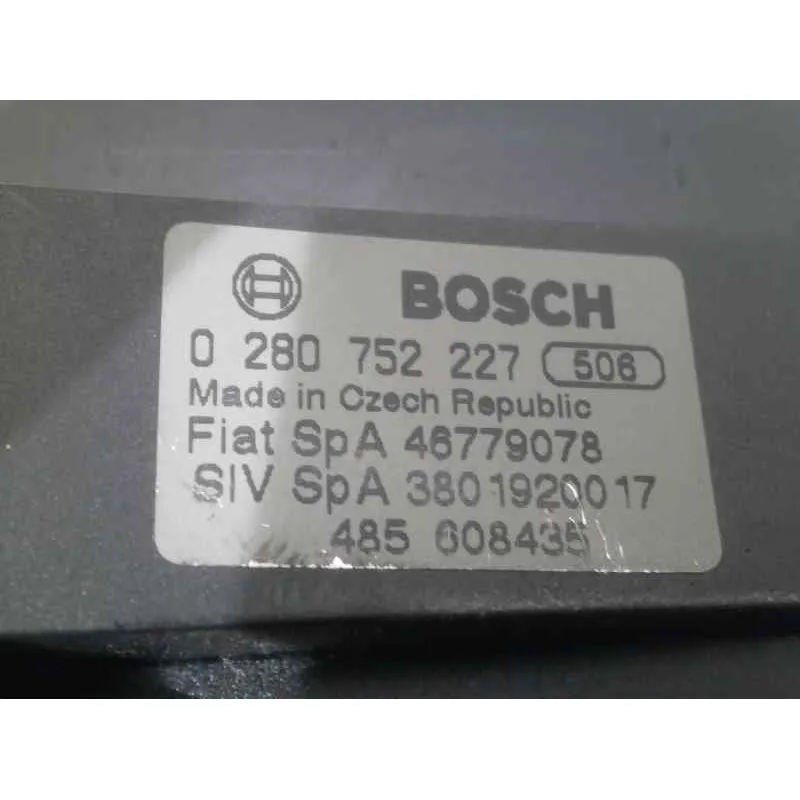 BOSCH
0 280 752 227 506
Made in Czech Republic
Fiat SpA 46779078
SIV SpA 3801920017
485 608435